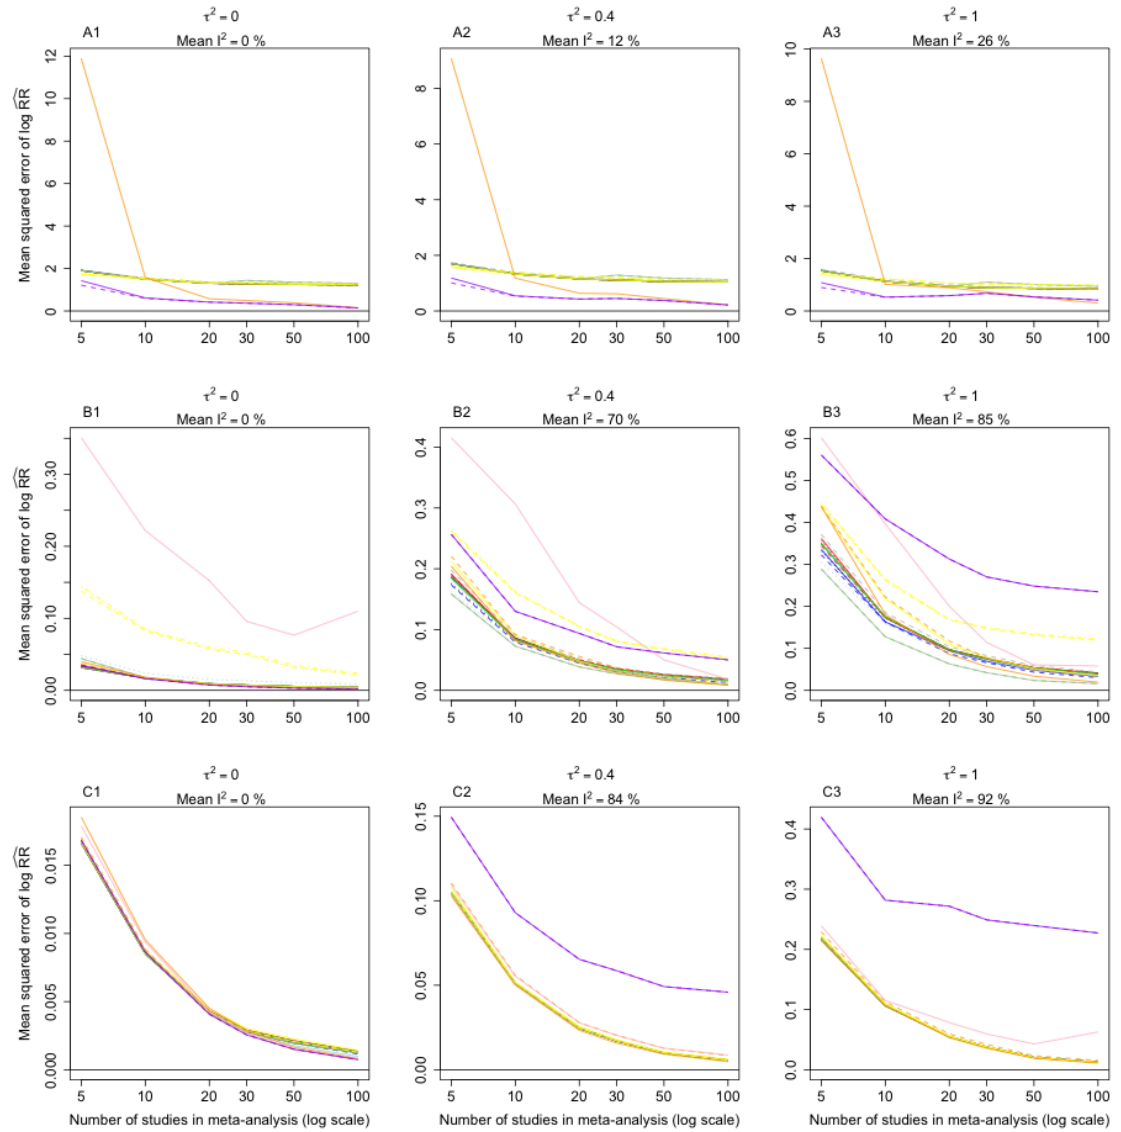 τ² = 0
Mean I² = 0 %
A1
τ² = 0.4
Mean I² = 12 %
A2
τ² = 1
Mean I² = 26 %
A3
Mean squared error of log R̂R
0 2 4 6 8 10 12
5 10 20 30 50 100
0 2 4 6 8
5 10 20 30 50 100
0 2 4 6 8 10
5 10 20 30 50 100
τ² = 0
Mean I² = 0 %
B1
τ² = 0.4
Mean I² = 70 %
B2
τ² = 1
Mean I² = 85 %
B3
Mean squared error of log R̂R
0.00 0.10 0.20 0.30
5 10 20 30 50 100
0.0 0.1 0.2 0.3 0.4
5 10 20 30 50 100
0.0 0.1 0.2 0.3 0.4 0.5 0.6
5 10 20 30 50 100
τ² = 0
Mean I² = 0 %
C1
τ² = 0.4
Mean I² = 84 %
C2
τ² = 1
Mean I² = 92 %
C3
Mean squared error of log R̂R
0.000 0.005 0.010 0.015
5 10 20 30 50 100
Number of studies in meta-analysis (log scale)
0.00 0.05 0.10 0.15
5 10 20 30 50 100
Number of studies in meta-analysis (log scale)
0.0 0.1 0.2 0.3 0.4
5 10 20 30 50 100
Number of studies in meta-analysis (log scale)